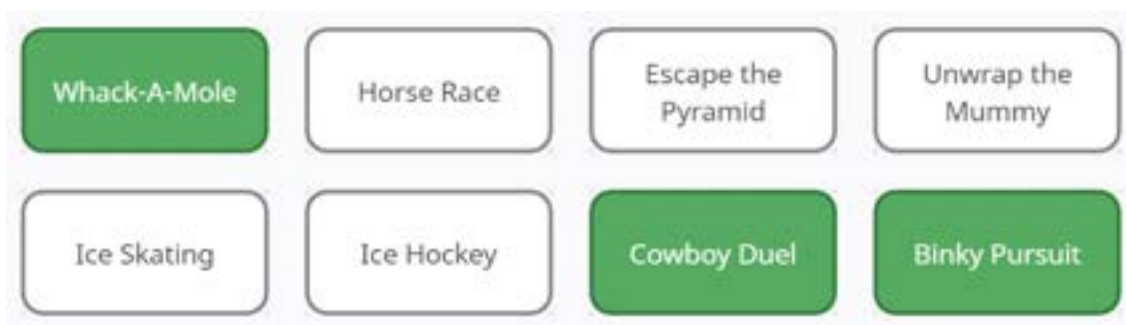 Whack-A-Mole
Horse Race
Escape the
Pyramid
Unwrap the
Mummy
Ice Skating
Ice Hockey
Cowboy Duel
Binky Pursuit